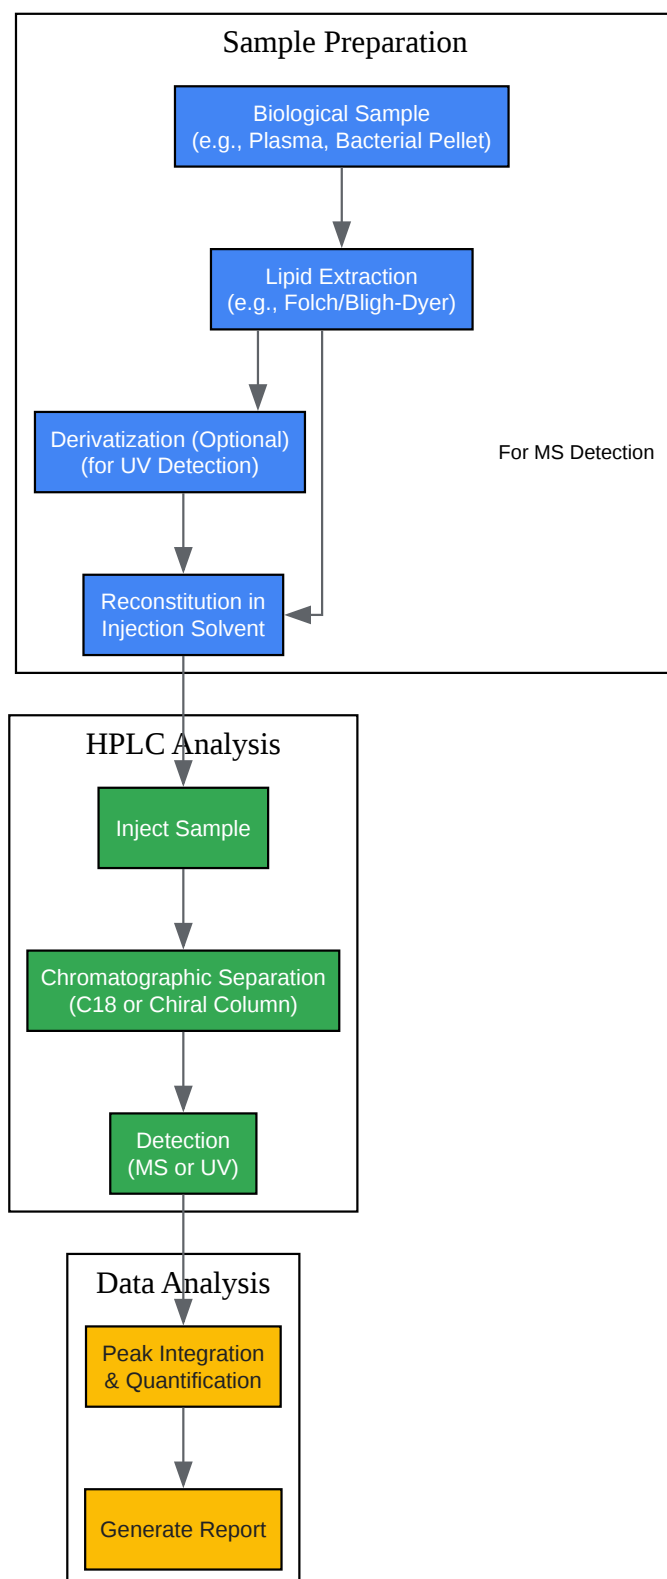 Sample Preparation
Biological Sample
(e.g., Plasma, Bacterial Pellet)
Lipid Extraction
(e.g., Folch/Bligh-Dyer)
Derivatization (Optional)
(for UV Detection)
For MS Detection
Reconstitution in
Injection Solvent
HPLC Analysis
Inject Sample
Chromatographic Separation
(C18 or Chiral Column)
Detection
(MS or UV)
Data Analysis
Peak Integration
& Quantification
Generate Report